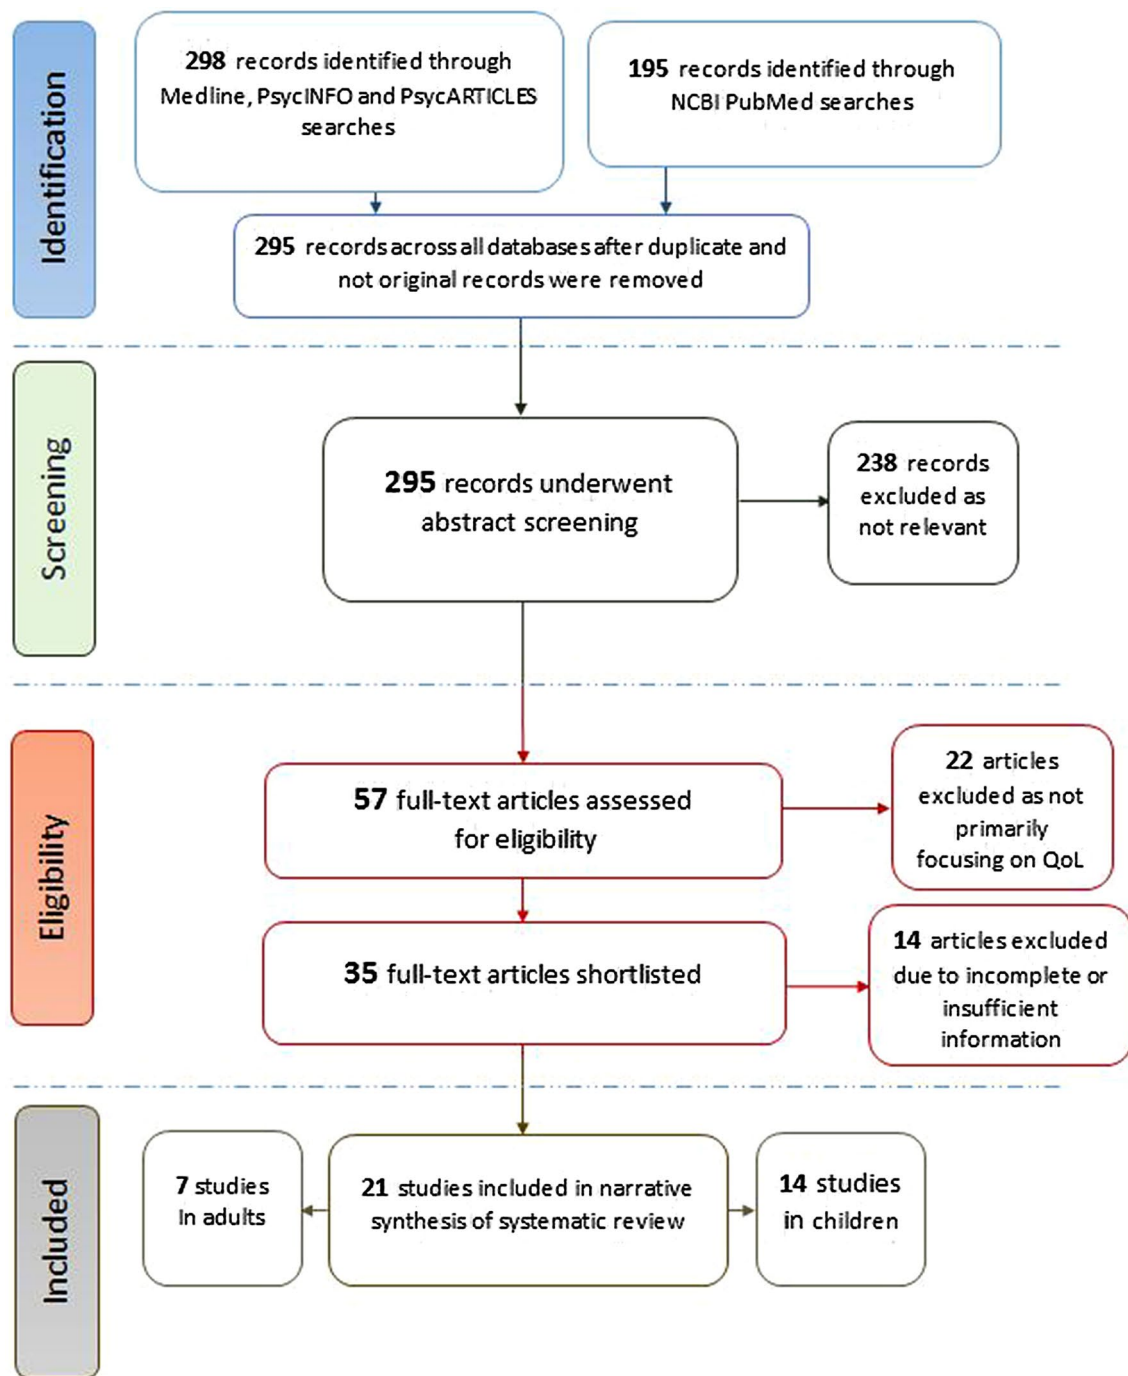 Identification
298 records identified through
Medline, PsycINFO and PsycARTICLES
searches
195 records identified through
NCBI PubMed searches
295 records across all databases after duplicate and
not original records were removed
Screening
295 records underwent
abstract screening
238 records
excluded as
not relevant
Eligibility
57 full-text articles assessed
for eligibility
22 articles
excluded as not
primarily
focusing on QoL
35 full-text articles shortlisted
14 articles excluded
due to incomplete or
insufficient
information
Included
7 studies
In adults
21 studies included in narrative
synthesis of systematic review
14 studies
in children